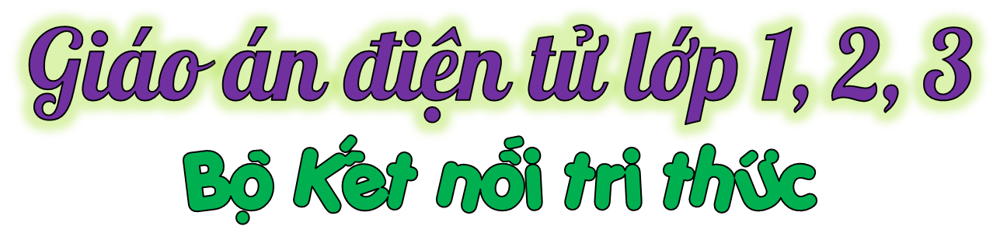 Giáo án điện tử lớp 1, 2, 3
Bộ Kết nối tri thức